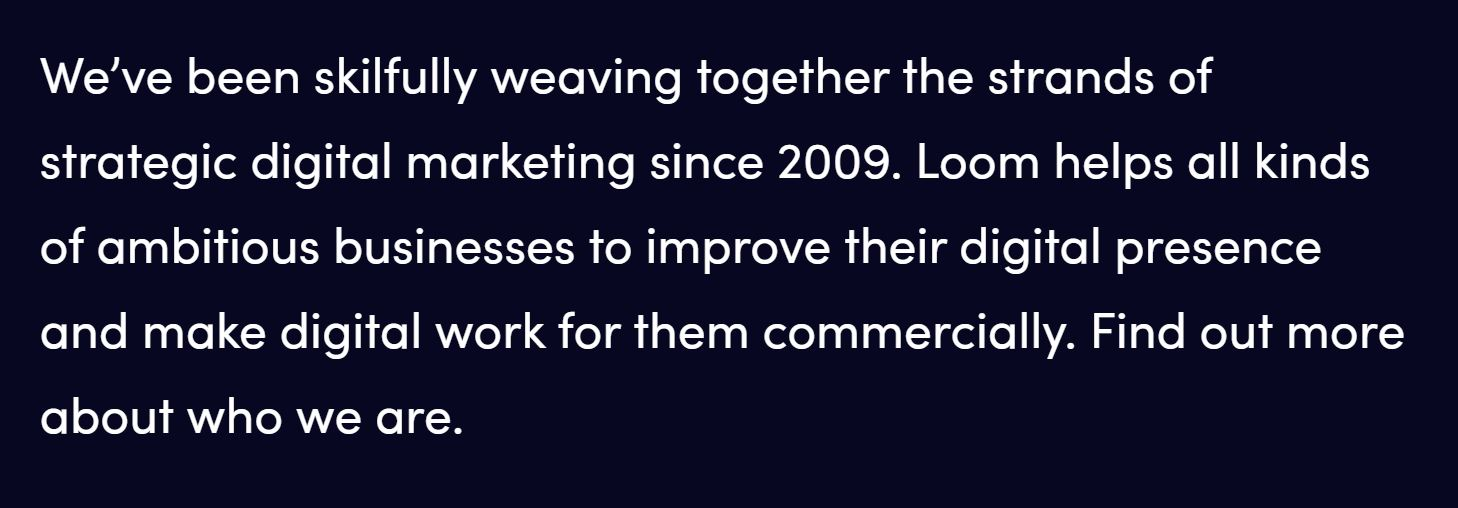 We’ve been skilfully weaving together the strands of
strategic digital marketing since 2009. Loom helps all kinds
of ambitious businesses to improve their digital presence
and make digital work for them commercially. Find out more
about who we are.